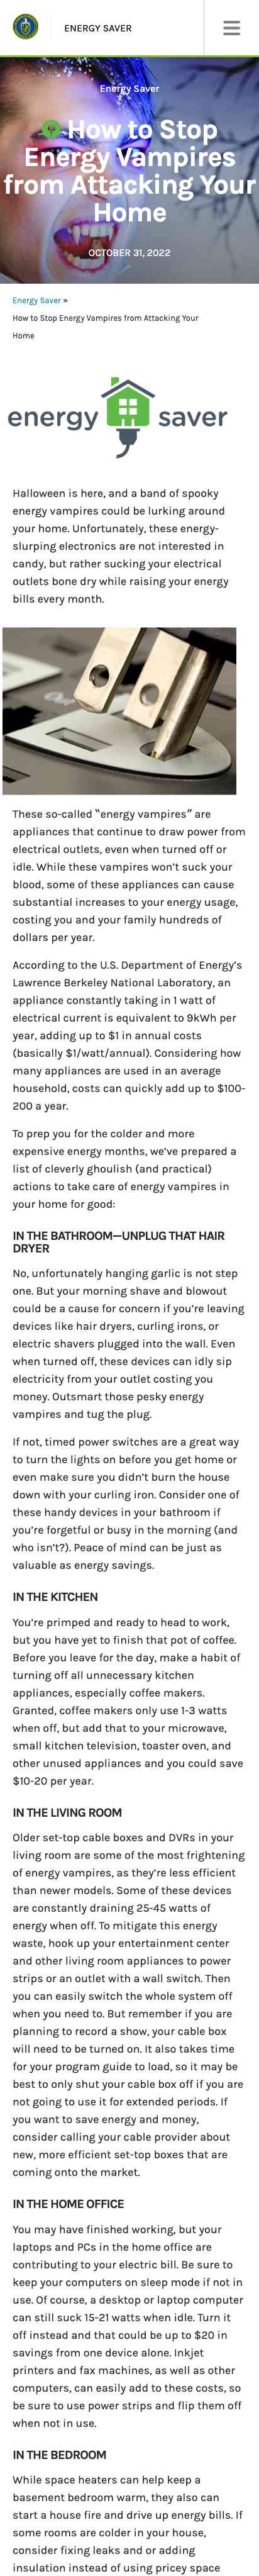 ENERGY SAVER
Energy Saver
How to Stop
Energy Vampires
from Attacking Your
Home
OCTOBER 31, 2022
Energy Saver »
How to Stop Energy Vampires from Attacking Your
Home
energy saver
Halloween is here, and a band of spooky
energy vampires could be lurking around
your home. Unfortunately, these energy-
slurping electronics are not interested in
candy, but rather sucking your electrical
outlets bone dry while raising your energy
bills every month.
These so-called “energy vampires” are
appliances that continue to draw power from
electrical outlets, even when turned off or
idle. While these vampires won’t suck your
blood, some of these appliances can cause
substantial increases to your energy usage,
costing you and your family hundreds of
dollars per year.
According to the U.S. Department of Energy’s
Lawrence Berkeley National Laboratory, an
appliance constantly taking in 1 watt of
electrical current is equivalent to 9kWh per
year, adding up to $1 in annual costs
(basically $1/watt/annual). Considering how
many appliances are used in an average
household, costs can quickly add up to $100-
200 a year.
To prep you for the colder and more
expensive energy months, we’ve prepared a
list of cleverly ghoulish (and practical)
actions to take care of energy vampires in
your home for good:
IN THE BATHROOM—UNPLUG THAT HAIR
DRYER
No, unfortunately hanging garlic is not step
one. But your morning shave and blowout
could be a cause for concern if you’re leaving
devices like hair dryers, curling irons, or
electric shavers plugged into the wall. Even
when turned off, these devices can idly sip
electricity from your outlet costing you
money. Outsmart those pesky energy
vampires and tug the plug.
If not, timed power switches are a great way
to turn the lights on before you get home or
even make sure you didn’t burn the house
down with your curling iron. Consider one of
these handy devices in your bathroom if
you’re forgetful or busy in the morning (and
who isn’t?). Peace of mind can be just as
valuable as energy savings.
IN THE KITCHEN
You’re primped and ready to head to work,
but you have yet to finish that pot of coffee.
Before you leave for the day, make a habit of
turning off all unnecessary kitchen
appliances, especially coffee makers.
Granted, coffee makers only use 1-3 watts
when off, but add that to your microwave,
small kitchen television, toaster oven, and
other unused appliances and you could save
$10-20 per year.
IN THE LIVING ROOM
Older set-top cable boxes and DVRs in your
living room are some of the most frightening
of energy vampires, as they’re less efficient
than newer models. Some of these devices
are constantly draining 25-45 watts of
energy when off. To mitigate this energy
waste, hook up your entertainment center
and other living room appliances to power
strips or an outlet with a wall switch. Then
you can easily switch the whole system off
when you need to. But remember if you are
planning to record a show, your cable box
will need to be turned on. It also takes time
for your program guide to load, so it may be
best to only shut your cable box off if you are
not going to use it for extended periods. If
you want to save energy and money,
consider calling your cable provider about
new, more efficient set-top boxes that are
coming onto the market.
IN THE HOME OFFICE
You may have finished working, but your
laptops and PCs in the home office are
contributing to your electric bill. Be sure to
keep your computers on sleep mode if not in
use. Of course, a desktop or laptop computer
can still suck 15-21 watts when idle. Turn it
off instead and that could be up to $20 in
savings from one device alone. Inkjet
printers and fax machines, as well as other
computers, can easily add to these costs, so
be sure to use power strips and flip them off
when not in use.
IN THE BEDROOM
While space heaters can help keep a
basement bedroom warm, they also can
start a house fire and drive up energy bills. If
some rooms are colder in your house,
consider fixing leaks and or adding
insulation instead of using pricey space